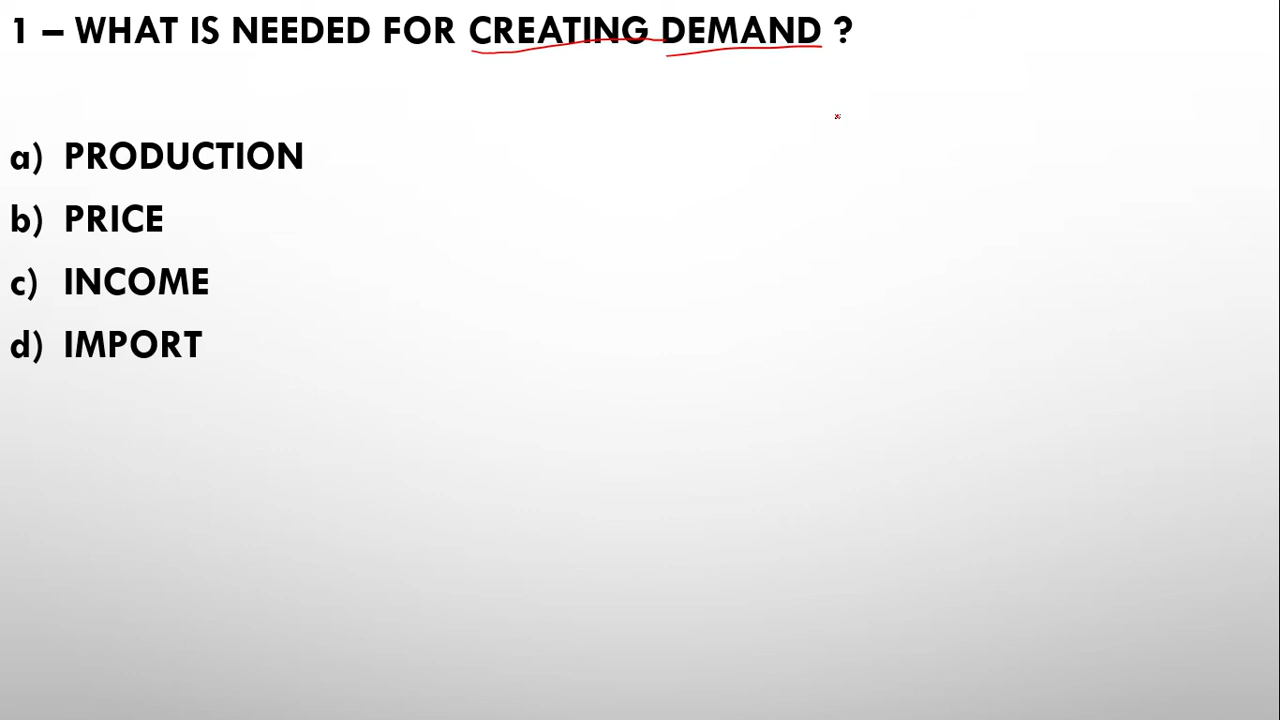 1 – WHAT IS NEEDED FOR CREATING DEMAND ?
a) PRODUCTION
b) PRICE
c) INCOME
d) IMPORT